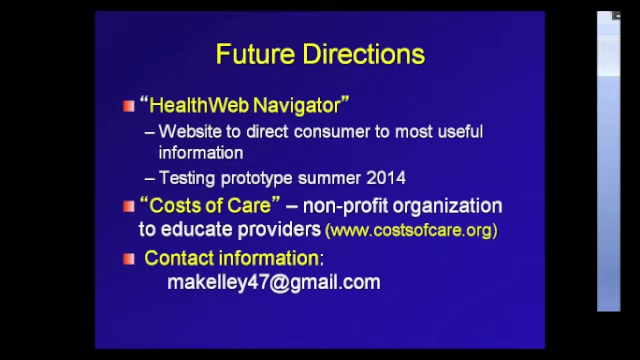 Future Directions
“HealthWeb Navigator”
– Website to direct consumer to most useful
information
– Testing prototype summer 2014
“Costs of Care” – non-profit organization
to educate providers (www.costsofcare.org)
Contact information:
makelley47@gmail.com